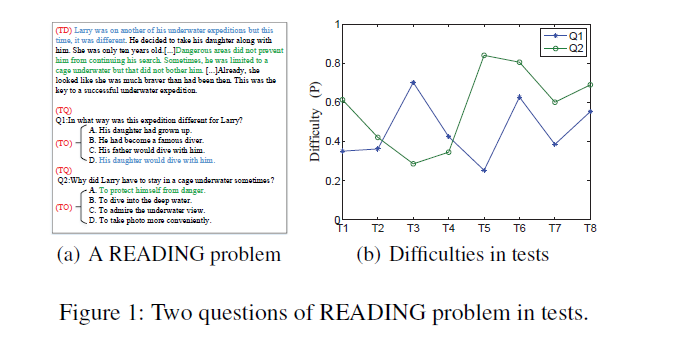 (TD) Larry was on another of his underwater expeditions but this
time, it was different. He decided to take his daughter along with
him. She was only ten years old.[...]Dangerous areas did not prevent
him from continuing his search. Sometimes, he was limited to a
cage underwater but that did not bother him. [...]Already, she
looked like she was much braver than had been then. This was the
key to a successful underwater expedition.
(TQ)
Q1:In what way was this expedition different for Larry?
(TO)
A. His daughter had grown up.
B. He had become a famous diver.
C. His father would dive with him.
D. His daughter would dive with him.
(TQ)
Q2:Why did Larry have to stay in a cage underwater sometimes?
(TO)
A. To protect himself from danger.
B. To dive into the deep water.
C. To admire the underwater view.
D. To take photo more conveniently.
(a) A READING problem
Difficulty (P)
1
0.8
0.6
0.4
0.2
0
T1 T2 T3 T4 T5 T6 T7 T8
Q1
Q2
(b) Difficulties in tests
Figure 1: Two questions of READING problem in tests.